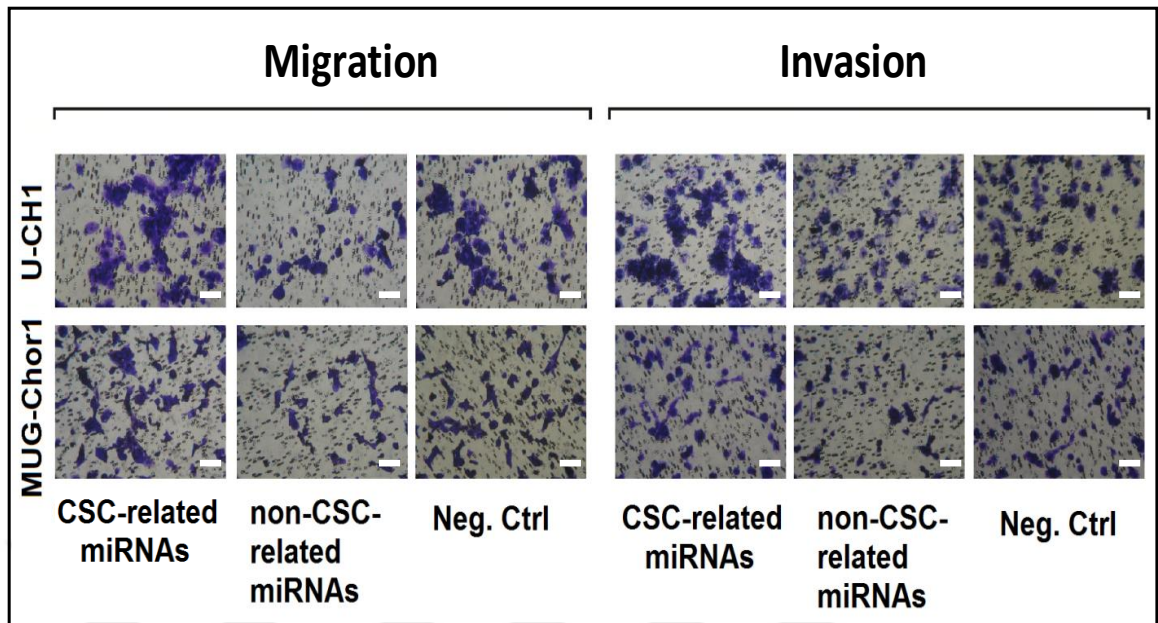 Migration
Invasion
U-CH1
MUG-Chor1
CSC-related
miRNAs
non-CSC-
related
miRNAs
Neg. Ctrl
CSC-related
miRNAs
non-CSC-
related
miRNAs
Neg. Ctrl